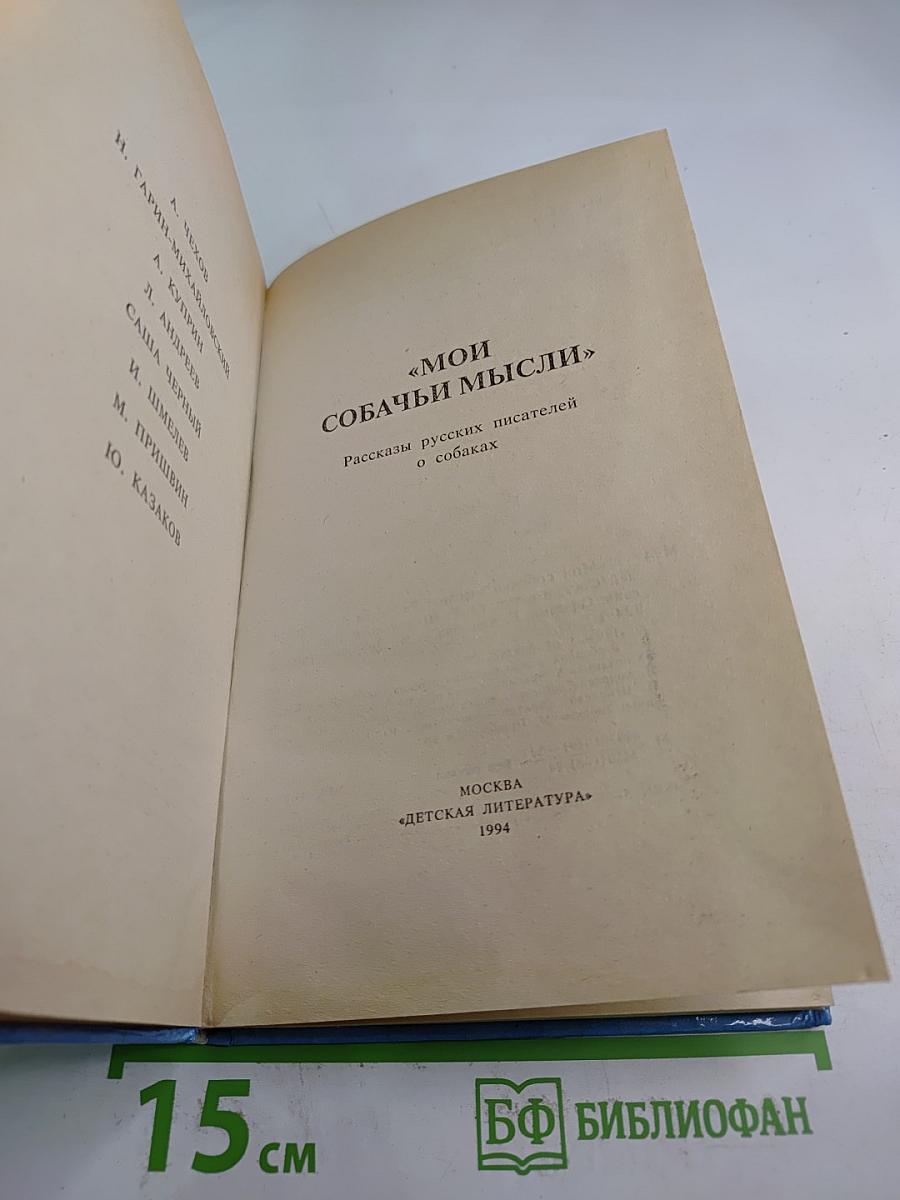 А. ЧЕХОВ
Н. ГАРИН-МИХАЙЛОВСКИЙ
А. КУПРИН
Л. АНДРЕЕВ
САША ЧЕРНЫЙ
И. ШМЕЛЕВ
М. ПРИШВИН
Ю. КАЗАКОВ
«МОИ
СОБАЧЬИ МЫСЛИ»
Рассказы русских писателей
о собаках
МОСКВА
«ДЕТСКАЯ ЛИТЕРАТУРА»
1994
15 см
БФ БИБЛИОФАН